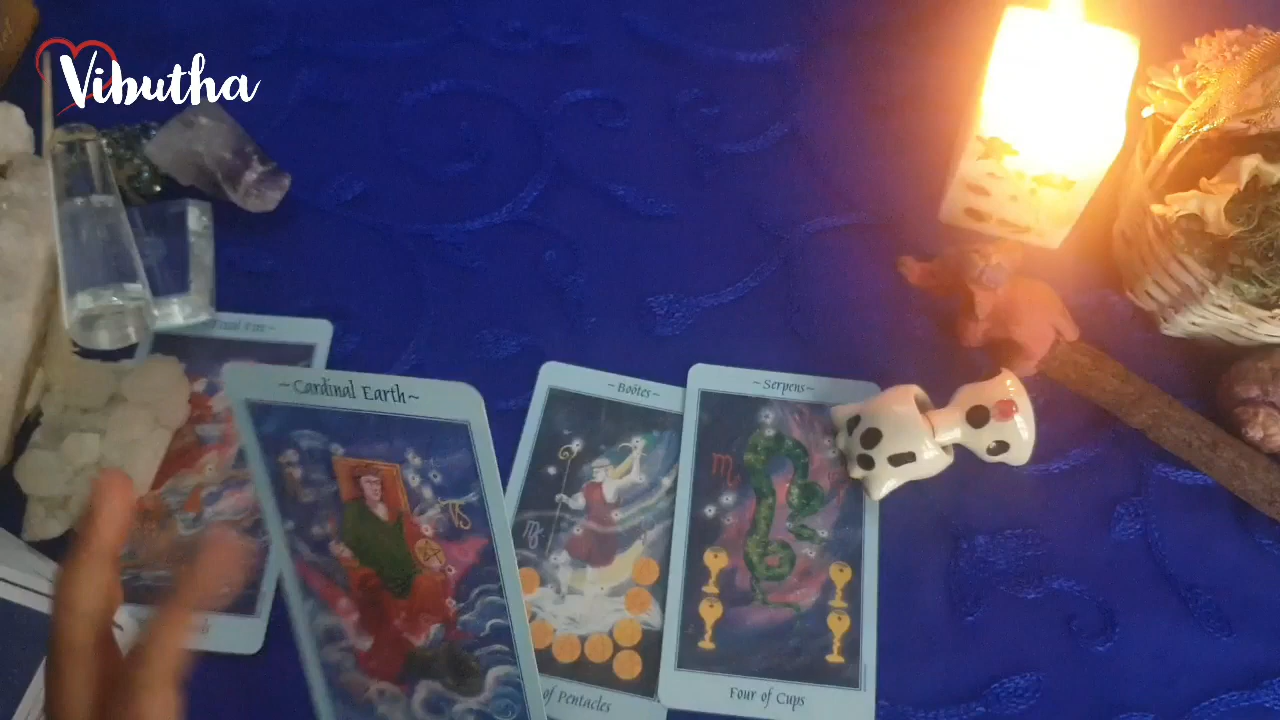 Vibutha
~Cardinal Earth~
~Boötes~
~Serpens~
of Pentacles
Four of Cups